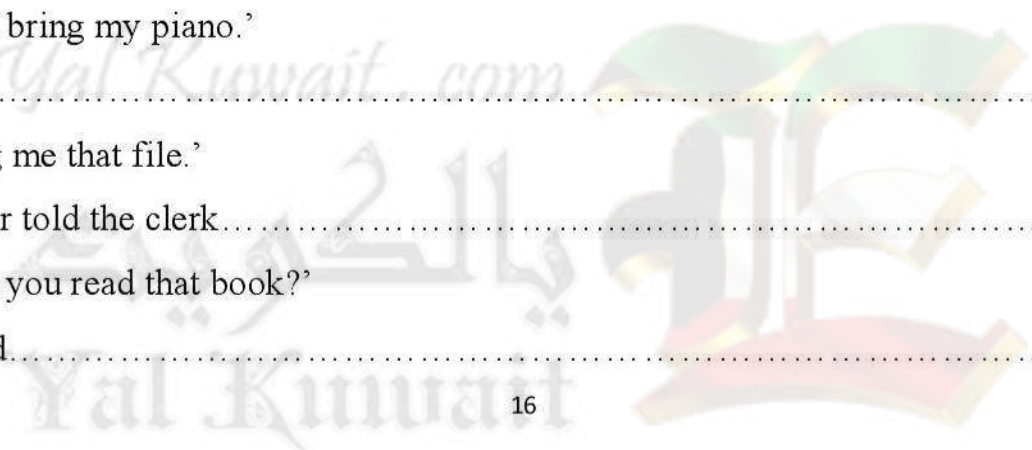 bring my piano.’
Yal Kuwait . com
me that file.’
r told the clerk
يالكويت
you read that book?’
d
Yal Kuwait
16